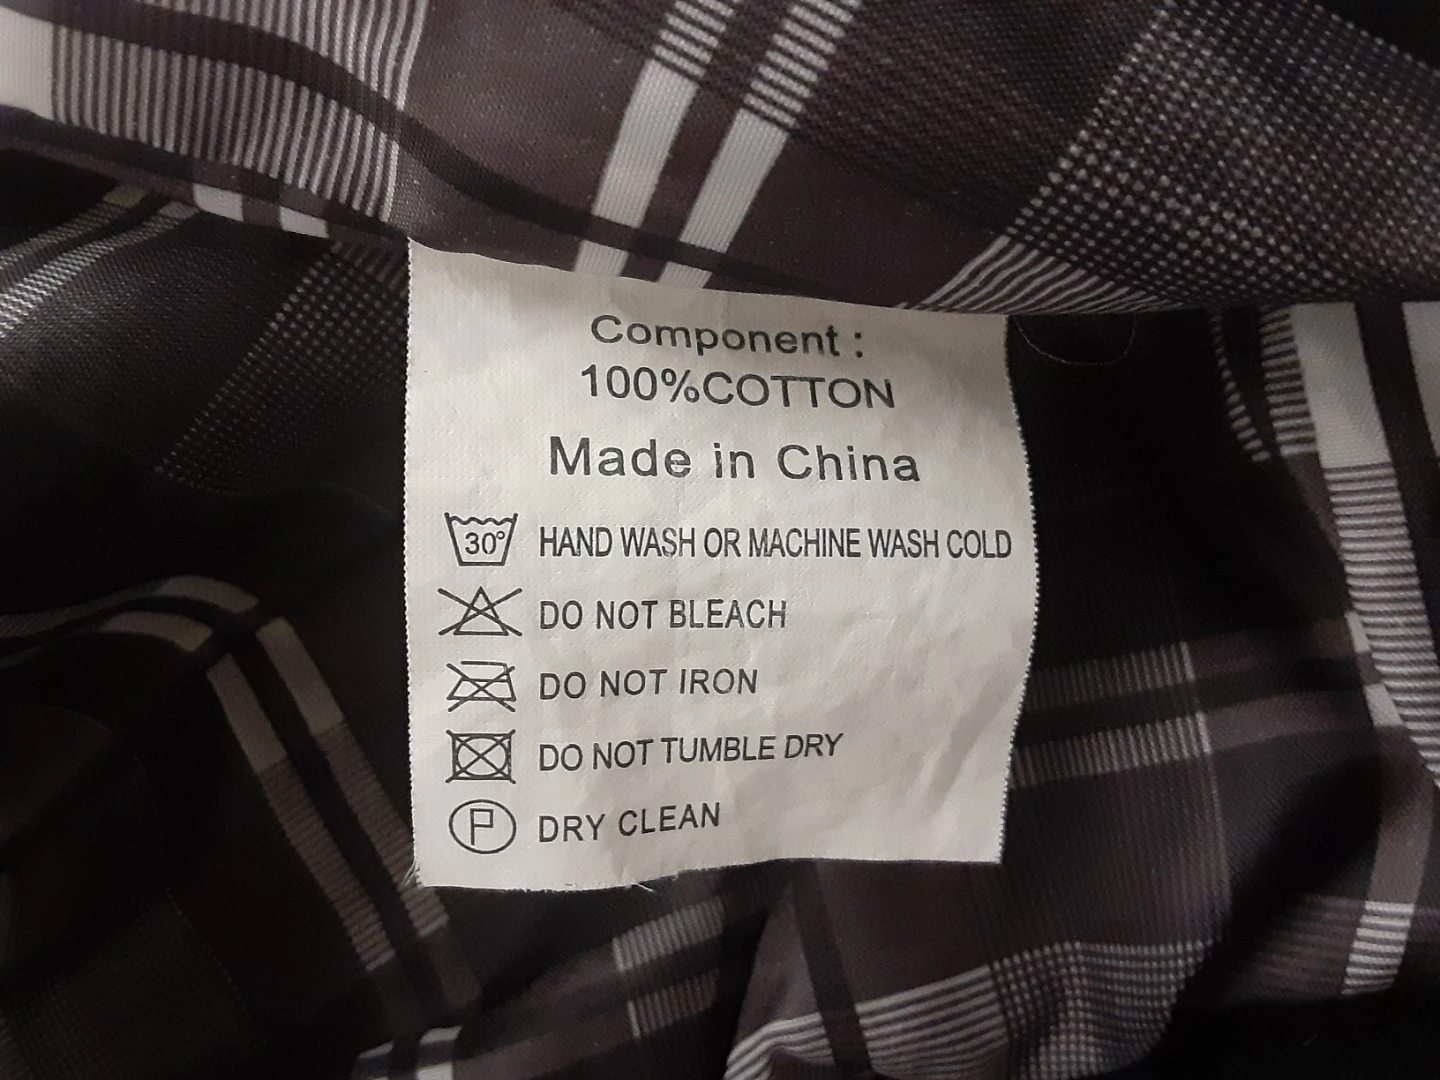 Component :
100%COTTON
Made in China
30° HAND WASH OR MACHINE WASH COLD
DO NOT BLEACH
DO NOT IRON
DO NOT TUMBLE DRY
P DRY CLEAN